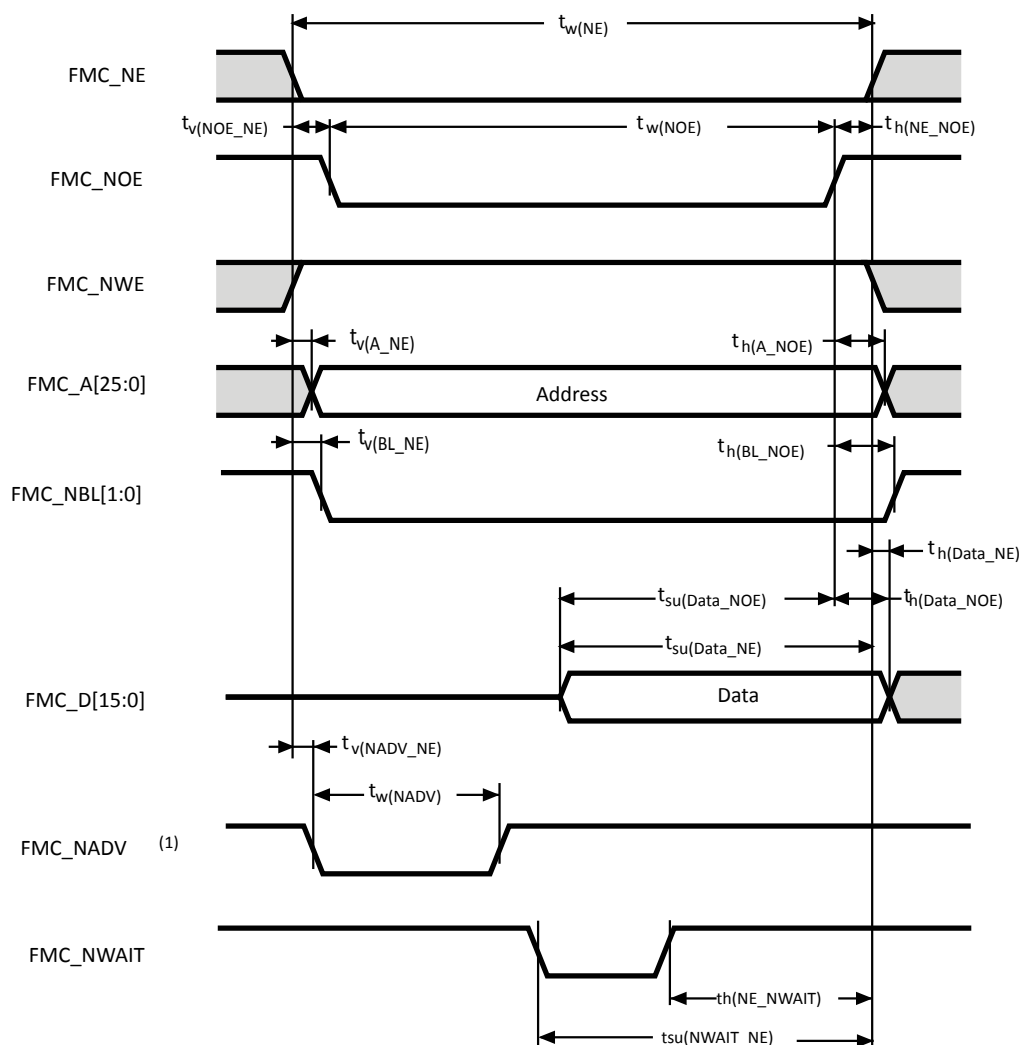 tw(NE)
FMC_NE
tv(NOE_NE)
tw(NOE)
th(NE_NOE)
FMC_NOE
FMC_NWE
tv(A_NE)
th(A_NOE)
FMC_A[25:0]
Address
tv(BL_NE)
th(BL_NOE)
FMC_NBL[1:0]
th(Data_NE)
tsu(Data_NOE)
th(Data_NOE)
tsu(Data_NE)
FMC_D[15:0]
Data
tv(NADV_NE)
tw(NADV)
FMC_NADV (1)
FMC_NWAIT
th(NE_NWAIT)
tsu(NWAIT_NE)